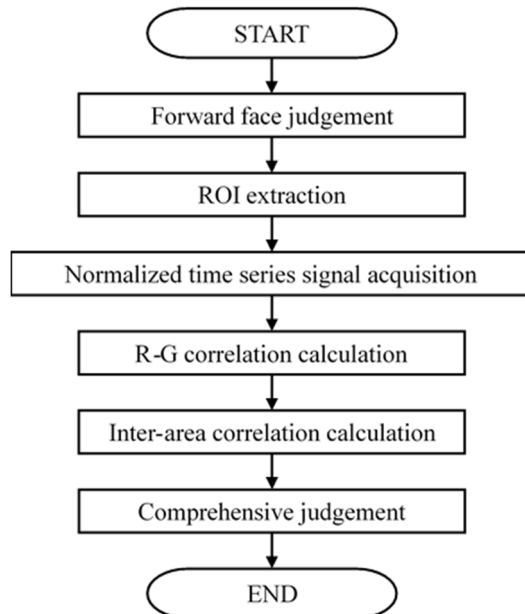 START
Forward face judgement
ROI extraction
Normalized time series signal acquisition
R-G correlation calculation
Inter-area correlation calculation
Comprehensive judgement
END